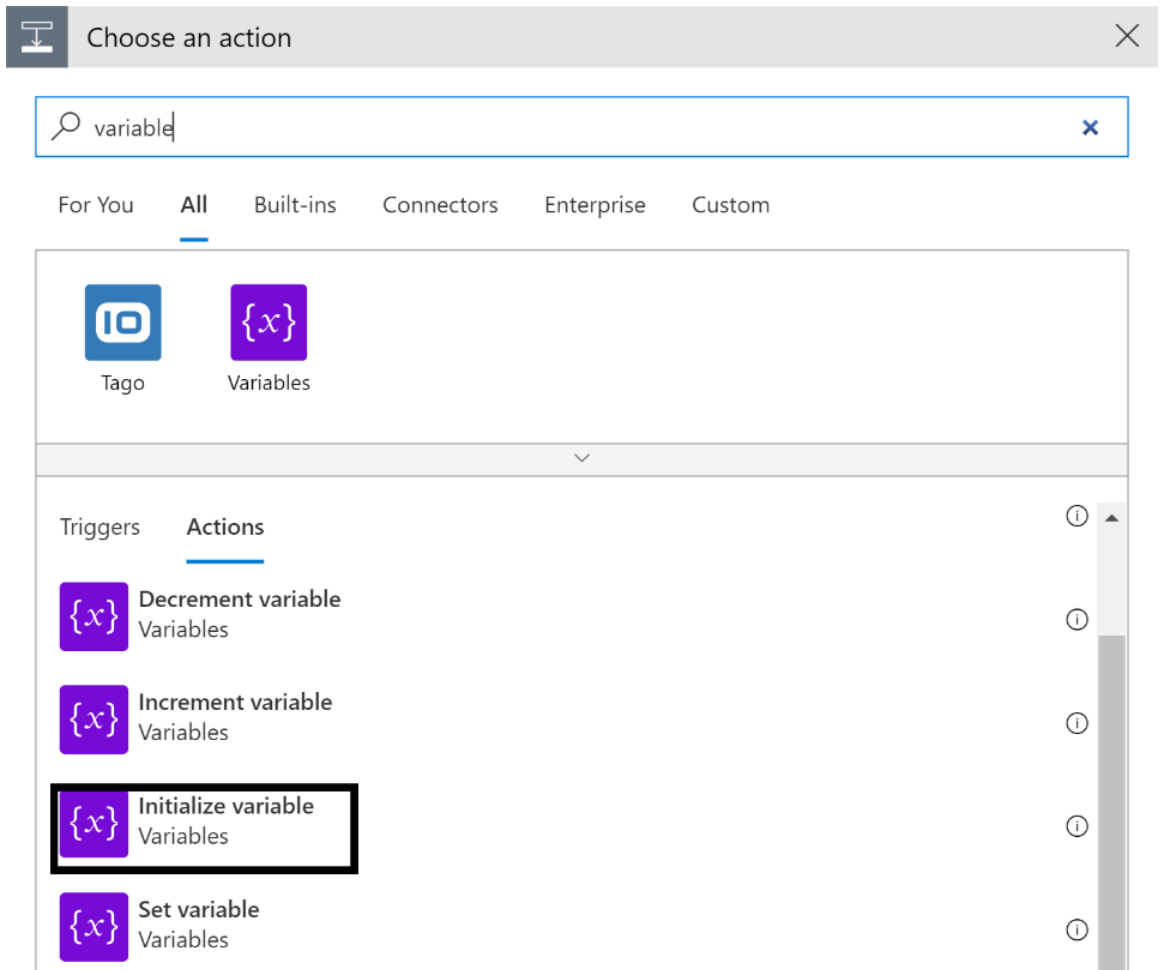 Choose an action
variable
For You All Built-ins Connectors Enterprise Custom
IO {x}
Tago Variables
Triggers Actions
{x} Decrement variable
Variables
{x} Increment variable
Variables
{x} Initialize variable
Variables
{x} Set variable
Variables